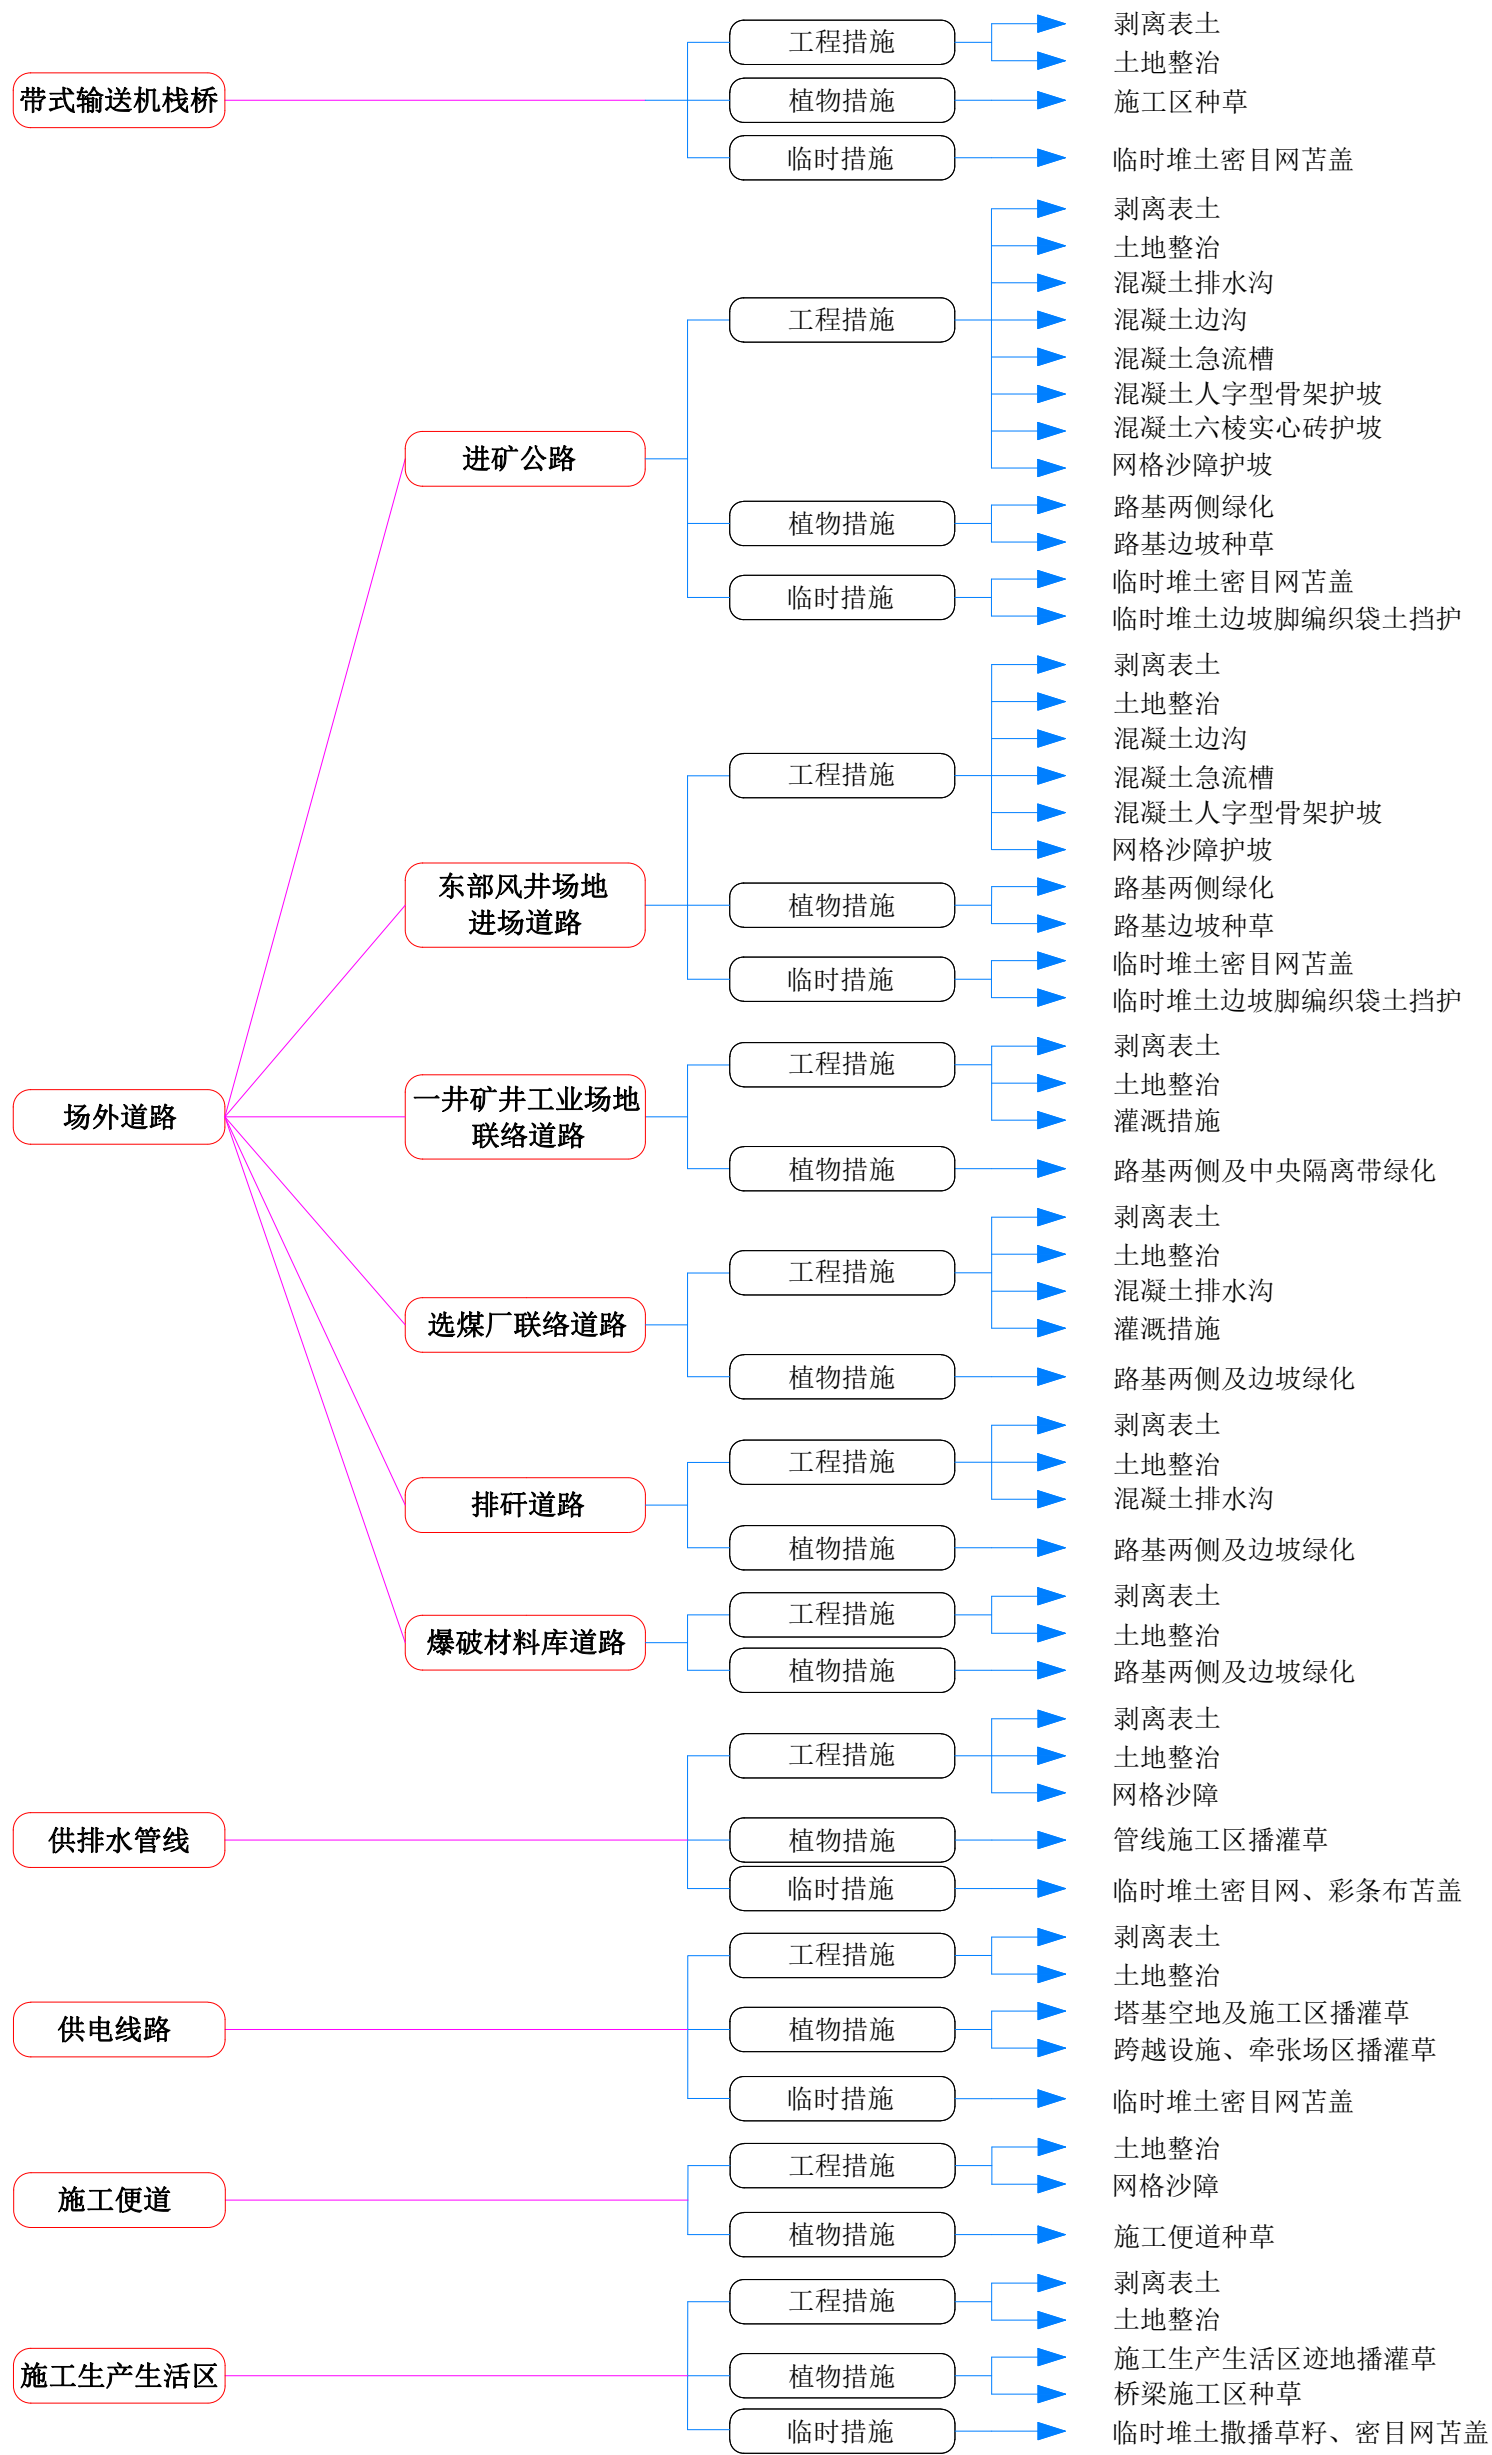 带式输送机栈桥
工程措施
剥离表土
土地整治
植物措施
施工区种草
临时措施
临时堆土密目网苫盖
场外道路
进矿公路
工程措施
剥离表土
土地整治
混凝土排水沟
混凝土边沟
混凝土急流槽
混凝土人字型骨架护坡
混凝土六棱实心砖护坡
网格沙障护坡
植物措施
路基两侧绿化
路基边坡种草
临时措施
临时堆土密目网苫盖
临时堆土边坡脚编织袋土挡护
东部风井场地
进场道路
工程措施
剥离表土
土地整治
混凝土边沟
混凝土急流槽
混凝土人字型骨架护坡
网格沙障护坡
植物措施
路基两侧绿化
路基边坡种草
临时措施
临时堆土密目网苫盖
临时堆土边坡脚编织袋土挡护
一井矿井工业场地
联络道路
工程措施
剥离表土
土地整治
灌溉措施
植物措施
路基两侧及中央隔离带绿化
选煤厂联络道路
工程措施
剥离表土
土地整治
混凝土排水沟
灌溉措施
植物措施
路基两侧及边坡绿化
排矸道路
工程措施
剥离表土
土地整治
混凝土排水沟
植物措施
路基两侧及边坡绿化
爆破材料库道路
工程措施
剥离表土
土地整治
植物措施
路基两侧及边坡绿化
供排水管线
工程措施
剥离表土
土地整治
网格沙障
植物措施
管线施工区播灌草
临时措施
临时堆土密目网、彩条布苫盖
供电线路
工程措施
剥离表土
土地整治
植物措施
塔基空地及施工区播灌草
跨越设施、牵张场区播灌草
临时措施
临时堆土密目网苫盖
施工便道
工程措施
土地整治
网格沙障
植物措施
施工便道种草
施工生产生活区
工程措施
剥离表土
土地整治
植物措施
施工生产生活区迹地播灌草
桥梁施工区种草
临时措施
临时堆土撒播草籽、密目网苫盖